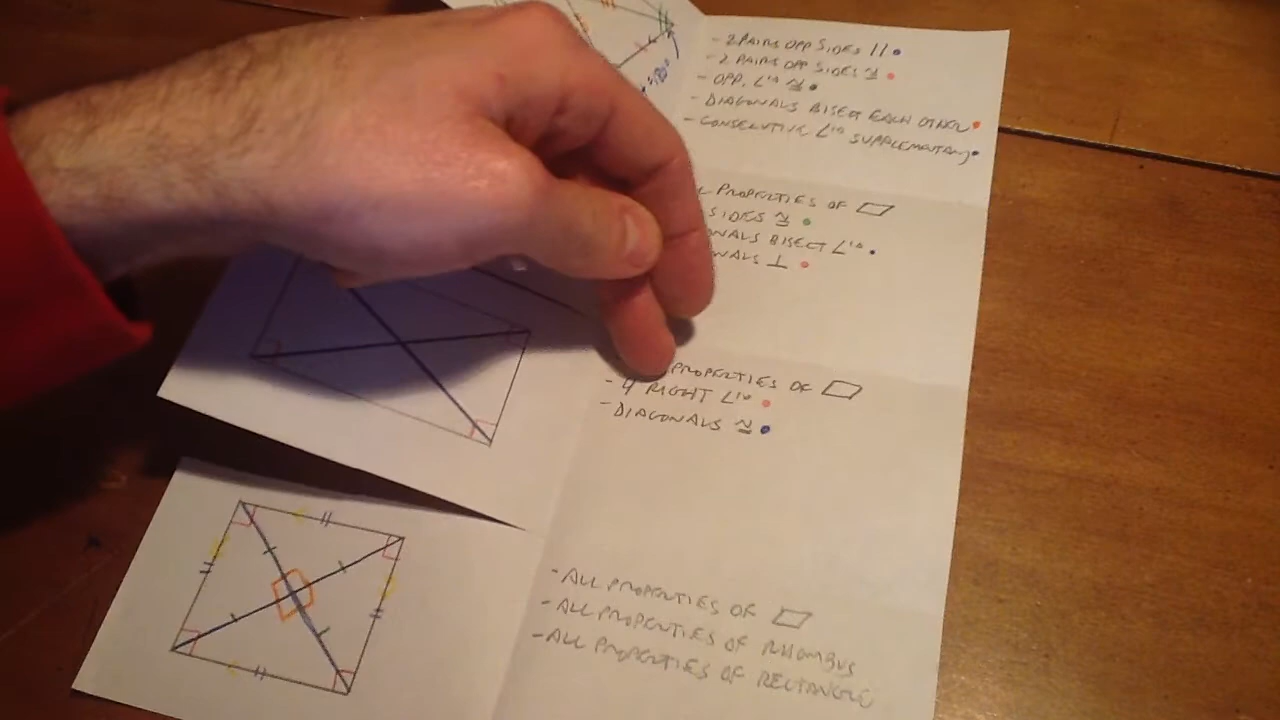 - 2 PAIRS OPP SIDES //
- 2 PAIRS OPP SIDES ≅
- OPP. ∠'s ≅
- DIAGONALS BISECT EACH OTHER
- CONSECUTIVE ∠'s SUPPLEMENTARY
180°
PROPERTIES OF ▱
SIDES ≅
BISECT ∠'s
⊥
PROPERTIES OF ▱
- 4 RIGHT ∠'s
- DIAGONALS ≅
- ALL PROPERTIES OF ▱
- ALL PROPERTIES OF RHOMBUS
- ALL PROPERTIES OF RECTANGLE